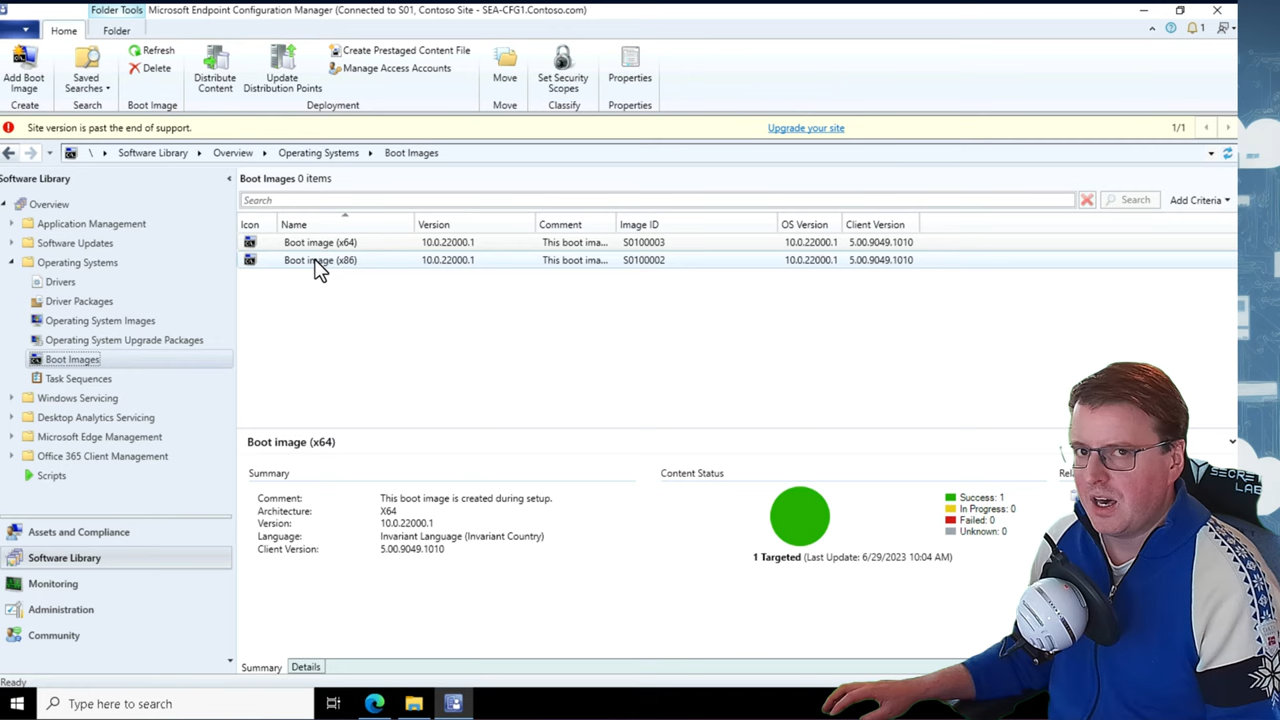 Folder Tools Microsoft Endpoint Configuration Manager (Connected to S01, Contoso Site - SEA-CFG1.Contoso.com)
Home Folder
Add Boot Image
Create
Saved Searches
Search
Refresh
Delete
Boot Image
Distribute Content
Update Distribution Points
Create Prestaged Content File
Manage Access Accounts
Deployment
Move
Move
Set Security Scopes
Classify
Properties
Properties
1
Site version is past the end of support. Upgrade your site 1/1
\ Software Library Overview Operating Systems Boot Images
Software Library
Overview
Application Management
Software Updates
Operating Systems
Drivers
Driver Packages
Operating System Images
Operating System Upgrade Packages
Boot Images
Task Sequences
Windows Servicing
Desktop Analytics Servicing
Microsoft Edge Management
Office 365 Client Management
Scripts
Assets and Compliance
Software Library
Monitoring
Administration
Community
Boot Images 0 items
Search Search Add Criteria
Icon Name Version Comment Image ID OS Version Client Version
Boot image (x64) 10.0.22000.1 This boot ima... S0100003 10.0.22000.1 5.00.9049.1010
Boot image (x86) 10.0.22000.1 This boot ima... S0100002 10.0.22000.1 5.00.9049.1010
Boot image (x64)
Summary
Comment: This boot image is created during setup.
Architecture: X64
Version: 10.0.22000.1
Language: Invariant Language (Invariant Country)
Client Version: 5.00.9049.1010
Content Status
Success: 1
In Progress: 0
Failed: 0
Unknown: 0
1 Targeted (Last Update: 6/29/2023 10:04 AM)
Summary Details
Ready
Type here to search